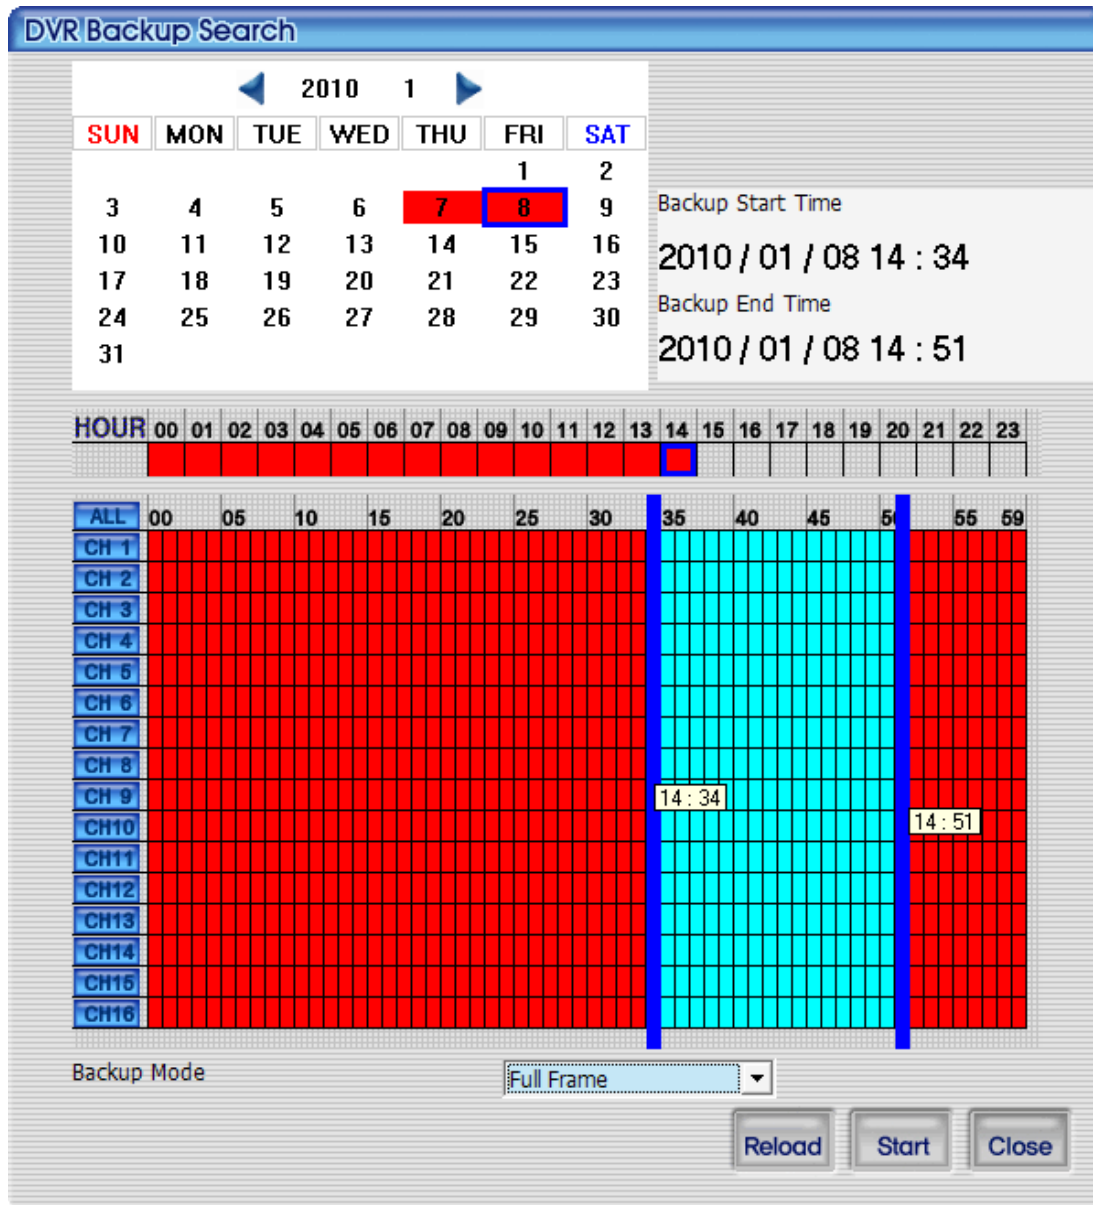 DVR Backup Search
2010 1
SUN MON TUE WED THU FRI SAT
1 2
3 4 5 6 7 8 9
10 11 12 13 14 15 16
17 18 19 20 21 22 23
24 25 26 27 28 29 30
31
Backup Start Time
2010 / 01 / 08 14 : 34
Backup End Time
2010 / 01 / 08 14 : 51
HOUR 00 01 02 03 04 05 06 07 08 09 10 11 12 13 14 15 16 17 18 19 20 21 22 23
ALL 00 05 10 15 20 25 30 35 40 45 50 55 59
CH 1
CH 2
CH 3
CH 4
CH 5
CH 6
CH 7
CH 8
CH 9 14 : 34
CH10 14 : 51
CH11
CH12
CH13
CH14
CH15
CH16
Backup Mode Full Frame
Reload Start Close